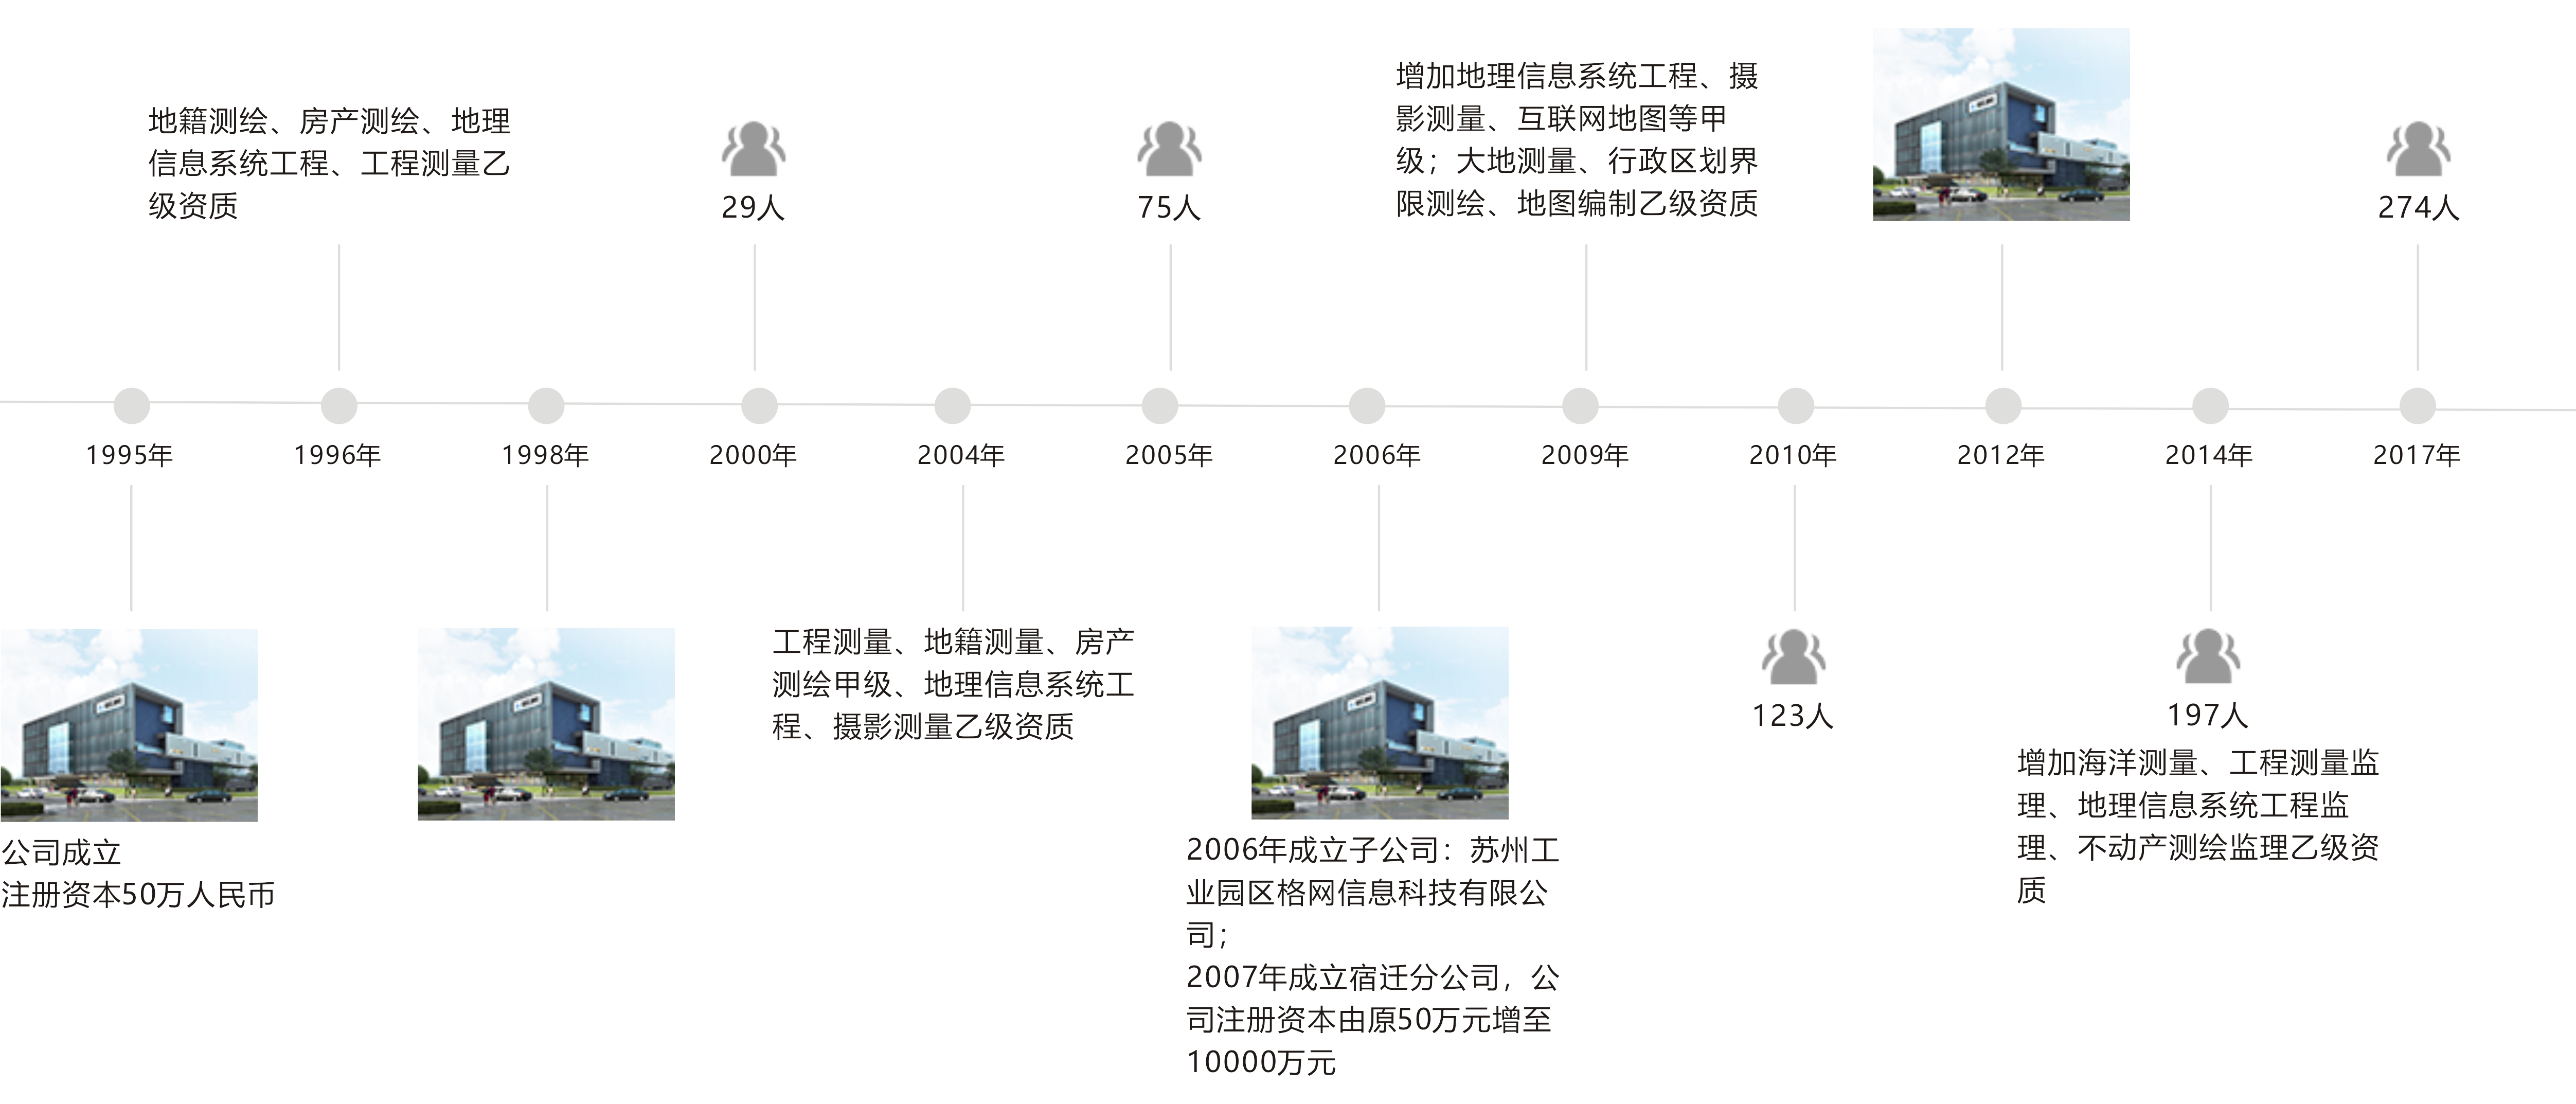 地籍测绘、房产测绘、地理
信息系统工程、工程测量乙
级资质
29人
75人
增加地理信息系统工程、摄
影测量、互联网地图等甲
级；大地测量、行政区划界
限测绘、地图编制乙级资质
274人
1995年
1996年
1998年
2000年
2004年
2005年
2006年
2009年
2010年
2012年
2014年
2017年
公司成立
注册资本50万人民币
工程测量、地籍测量、房产
测绘甲级、地理信息系统工
程、摄影测量乙级资质
2006年成立子公司：苏州工
业园区格网信息科技有限公
司；
2007年成立宿迁分公司，公
司注册资本由原50万元增至
10000万元
123人
197人
增加海洋测量、工程测量监
理、地理信息系统工程监
理、不动产测绘监理乙级资
质